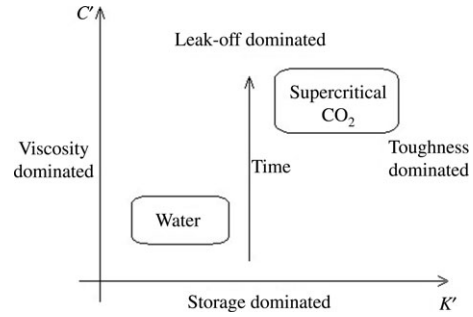 C′
Leak-off dominated
Supercritical
CO₂
Viscosity
dominated
Toughness
dominated
Time
Water
Storage dominated
K′